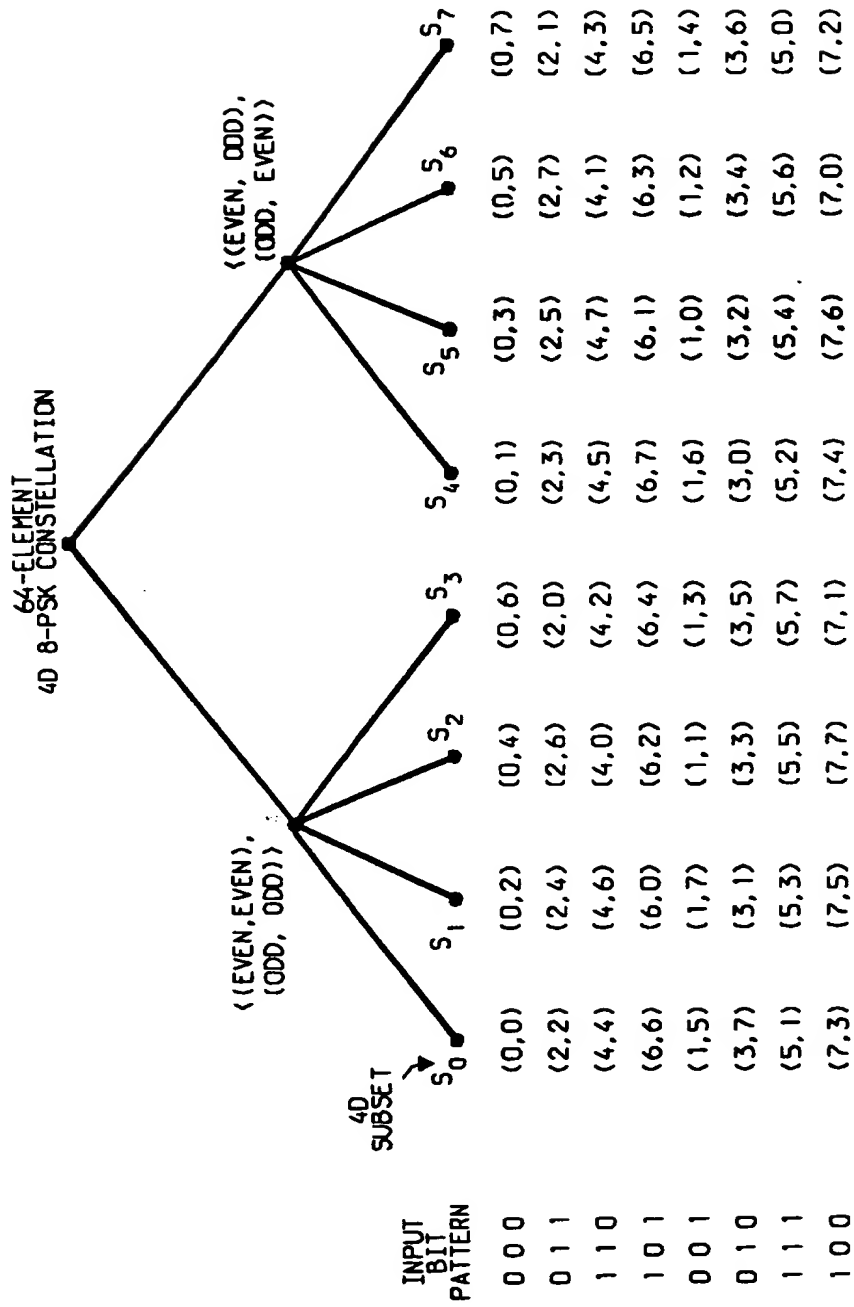 64-ELEMENT
4D 8-PSK CONSTELLATION
{(EVEN,EVEN),
(ODD, ODD)}
{(EVEN, ODD),
(ODD, EVEN)}
4D
SUBSET
S0 S1 S2 S3 S4 S5 S6 S7
INPUT
BIT
PATTERN
0 0 0 (0,0) (0,2) (0,4) (0,6) (0,1) (0,3) (0,5) (0,7)
0 1 1 (2,2) (2,4) (2,6) (2,0) (2,3) (2,5) (2,7) (2,1)
1 1 0 (4,4) (4,6) (4,0) (4,2) (4,5) (4,7) (4,1) (4,3)
1 0 1 (6,6) (6,0) (6,2) (6,4) (6,7) (6,1) (6,3) (6,5)
0 0 1 (1,5) (1,7) (1,1) (1,3) (1,6) (1,0) (1,2) (1,4)
0 1 0 (3,7) (3,1) (3,3) (3,5) (3,0) (3,2) (3,4) (3,6)
1 1 1 (5,1) (5,3) (5,5) (5,7) (5,2) (5,4) (5,6) (5,0)
1 0 0 (7,3) (7,5) (7,7) (7,1) (7,4) (7,6) (7,0) (7,2)